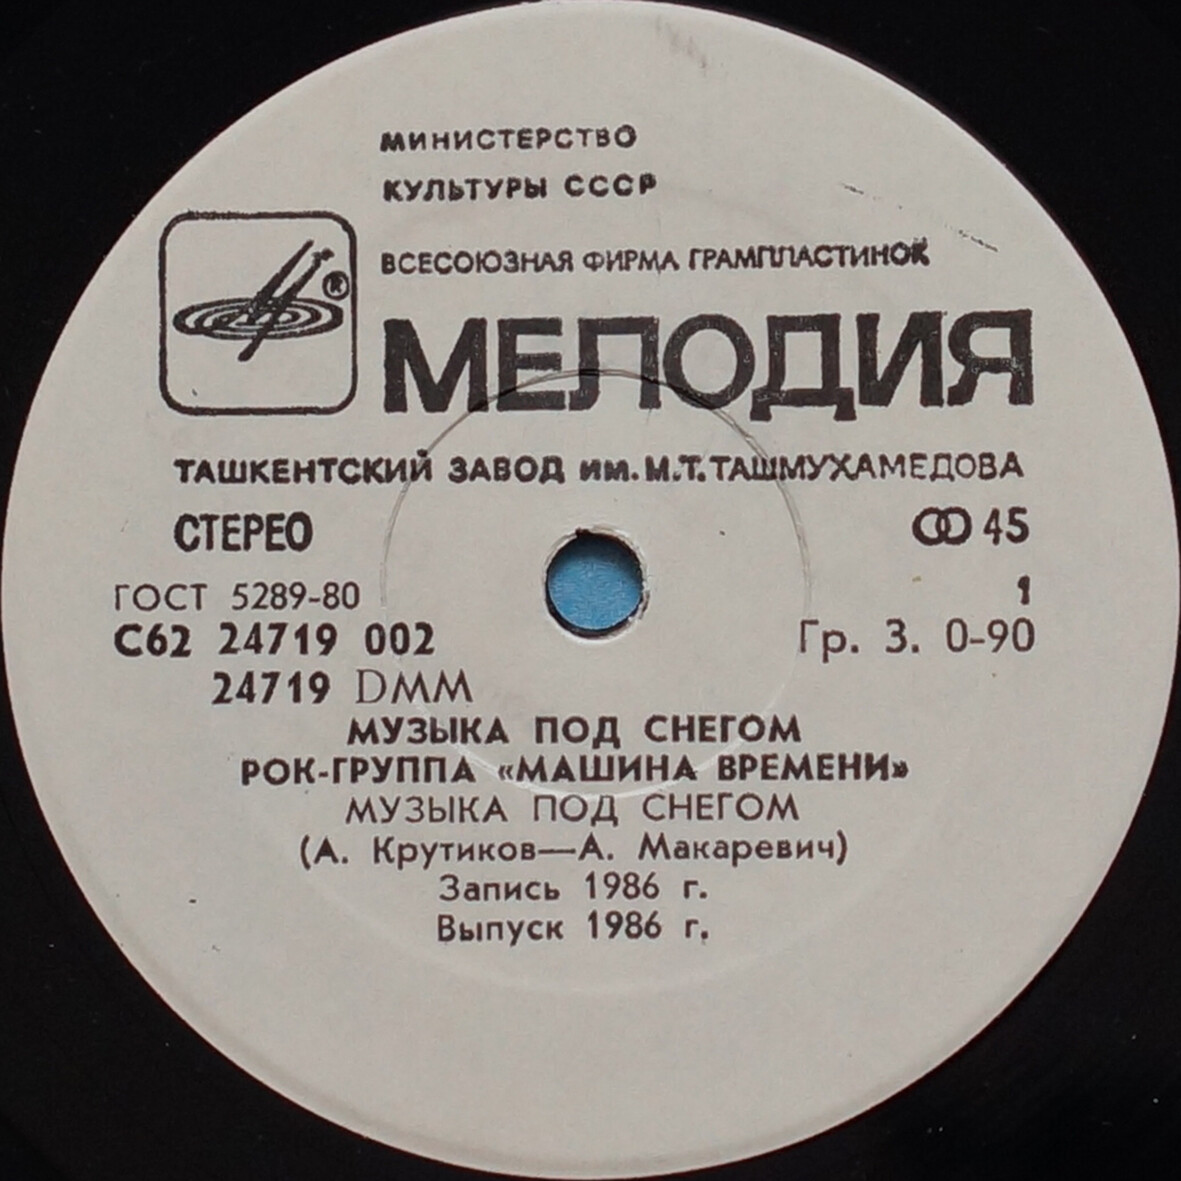 МИНИСТЕРСТВО
КУЛЬТУРЫ СССР
ВСЕСОЮЗНАЯ ФИРМА ГРАМПЛАСТИНОК
®
МЕЛОДИЯ
ТАШКЕНТСКИЙ ЗАВОД им. М.Т. ТАШМУХАМЕДОВА
СТЕРЕО 45
ГОСТ 5289-80 1
С62 24719 002 Гр. 3. 0-90
24719 DMM
МУЗЫКА ПОД СНЕГОМ
РОК-ГРУППА «МАШИНА ВРЕМЕНИ»
МУЗЫКА ПОД СНЕГОМ
(А. Крутиков—А. Макаревич)
Запись 1986 г.
Выпуск 1986 г.